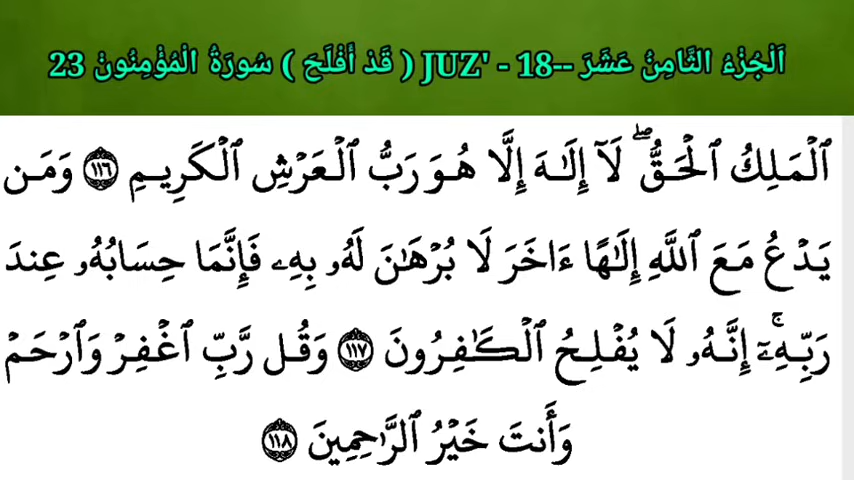 اَلْجُزْءُ الثَّامِنُ عَشَرَ --JUZ' - 18 ( قَدْ أَفْلَحَ ) سُورَةُ الْمُؤْمِنُونْ 23
ٱلْمَلِكُ ٱلْحَقُّۖ لَآ إِلَـٰهَ إِلَّا هُوَ رَبُّ ٱلْعَرْشِ ٱلْكَرِيمِ ١١٦ وَمَن
يَدْعُ مَعَ ٱللَّهِ إِلَـٰهًا ءَاخَرَ لَا بُرْهَـٰنَ لَهُۥ بِهِۦ فَإِنَّمَا حِسَابُهُۥ عِندَ
رَبِّهِۦٓۚ إِنَّهُۥ لَا يُفْلِحُ ٱلْكَـٰفِرُونَ ١١٧ وَقُل رَّبِّ ٱغْفِرْ وَٱرْحَمْ
وَأَنتَ خَيْرُ ٱلرَّٰحِمِينَ ١١٨